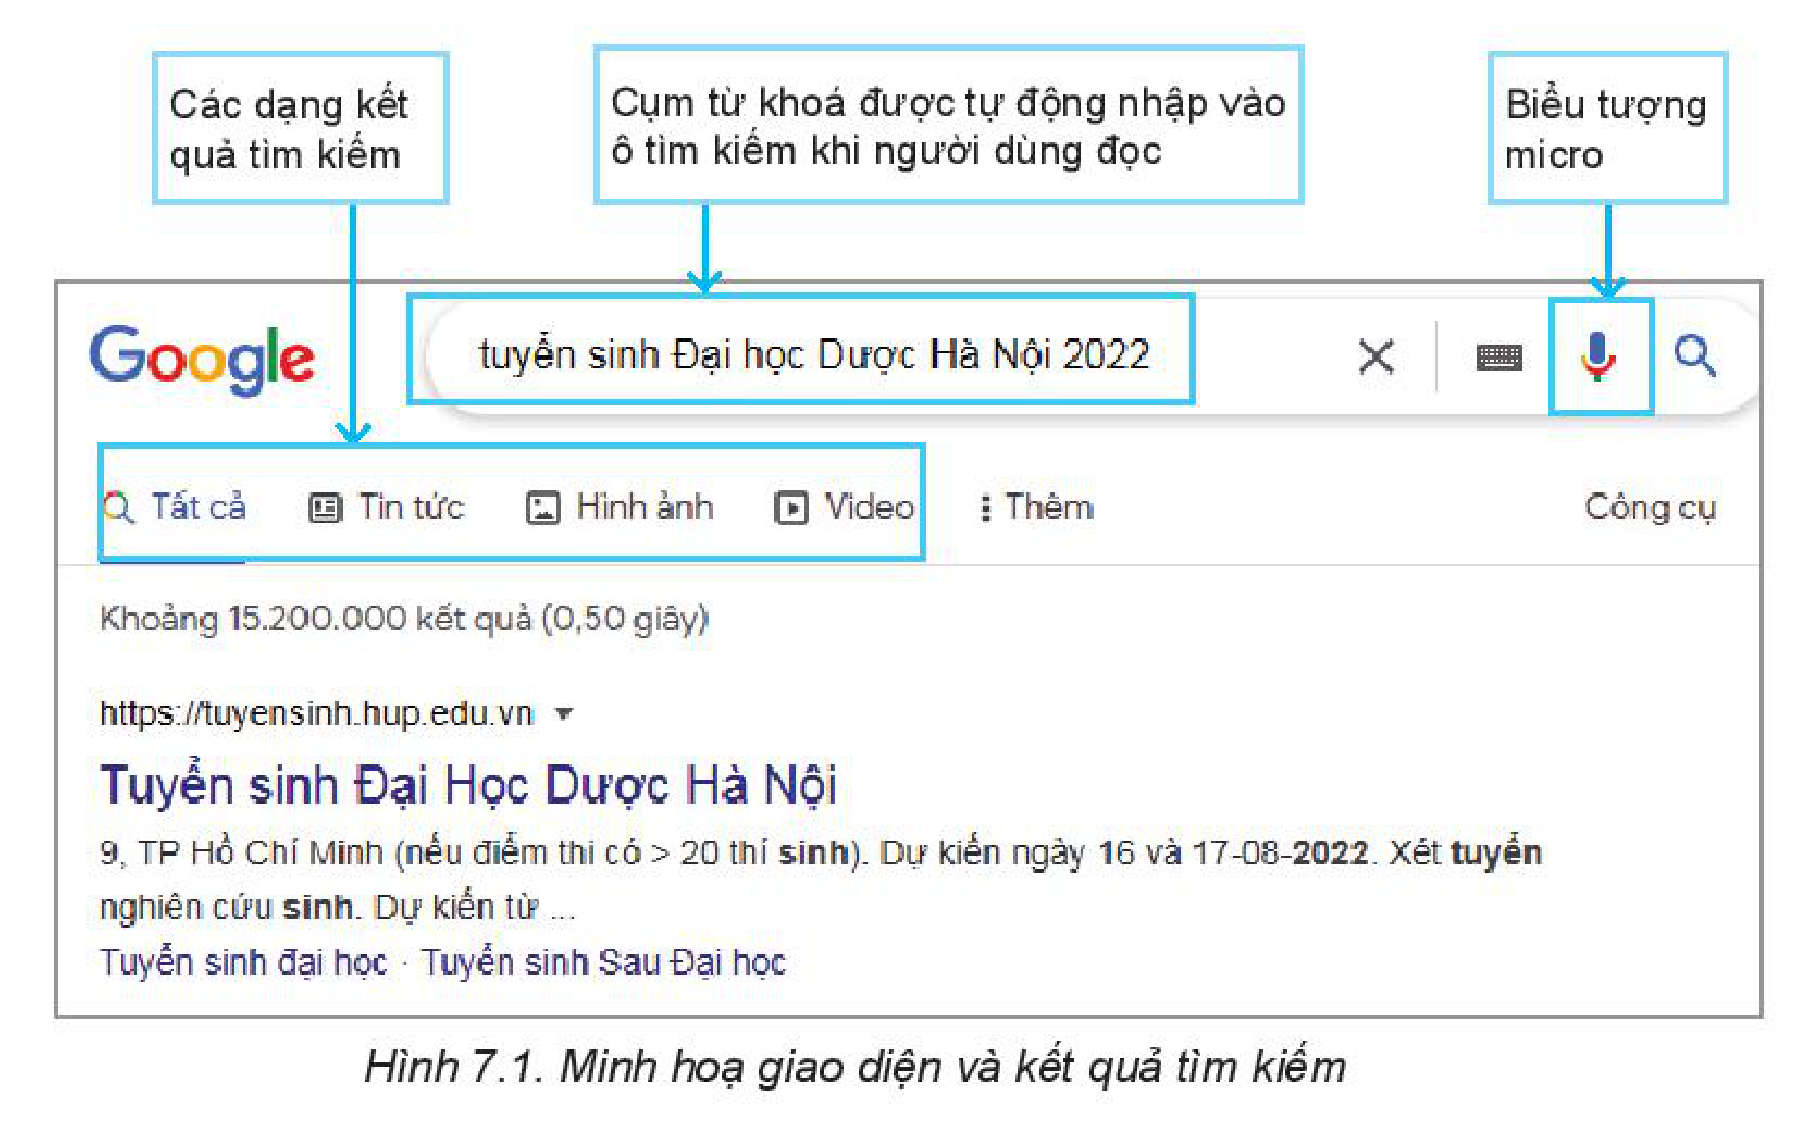 Các dạng kết
quả tìm kiếm
Cụm từ khoá được tự động nhập vào
ô tìm kiếm khi người dùng đọc
Biểu tượng
micro
Google
tuyển sinh Đại học Dược Hà Nội 2022
Tất cả Tin tức Hình ảnh Video Thêm Công cụ
Khoảng 15.200.000 kết quả (0,50 giây)
https://tuyensinh.hup.edu.vn
Tuyển sinh Đại Học Dược Hà Nội
9, TP Hồ Chí Minh (nếu điểm thi có > 20 thí sinh). Dự kiến ngày 16 và 17-08-2022. Xét tuyển
nghiên cứu sinh. Dự kiến từ ...
Tuyển sinh đại học · Tuyển sinh Sau Đại học
Hình 7.1. Minh hoạ giao diện và kết quả tìm kiếm